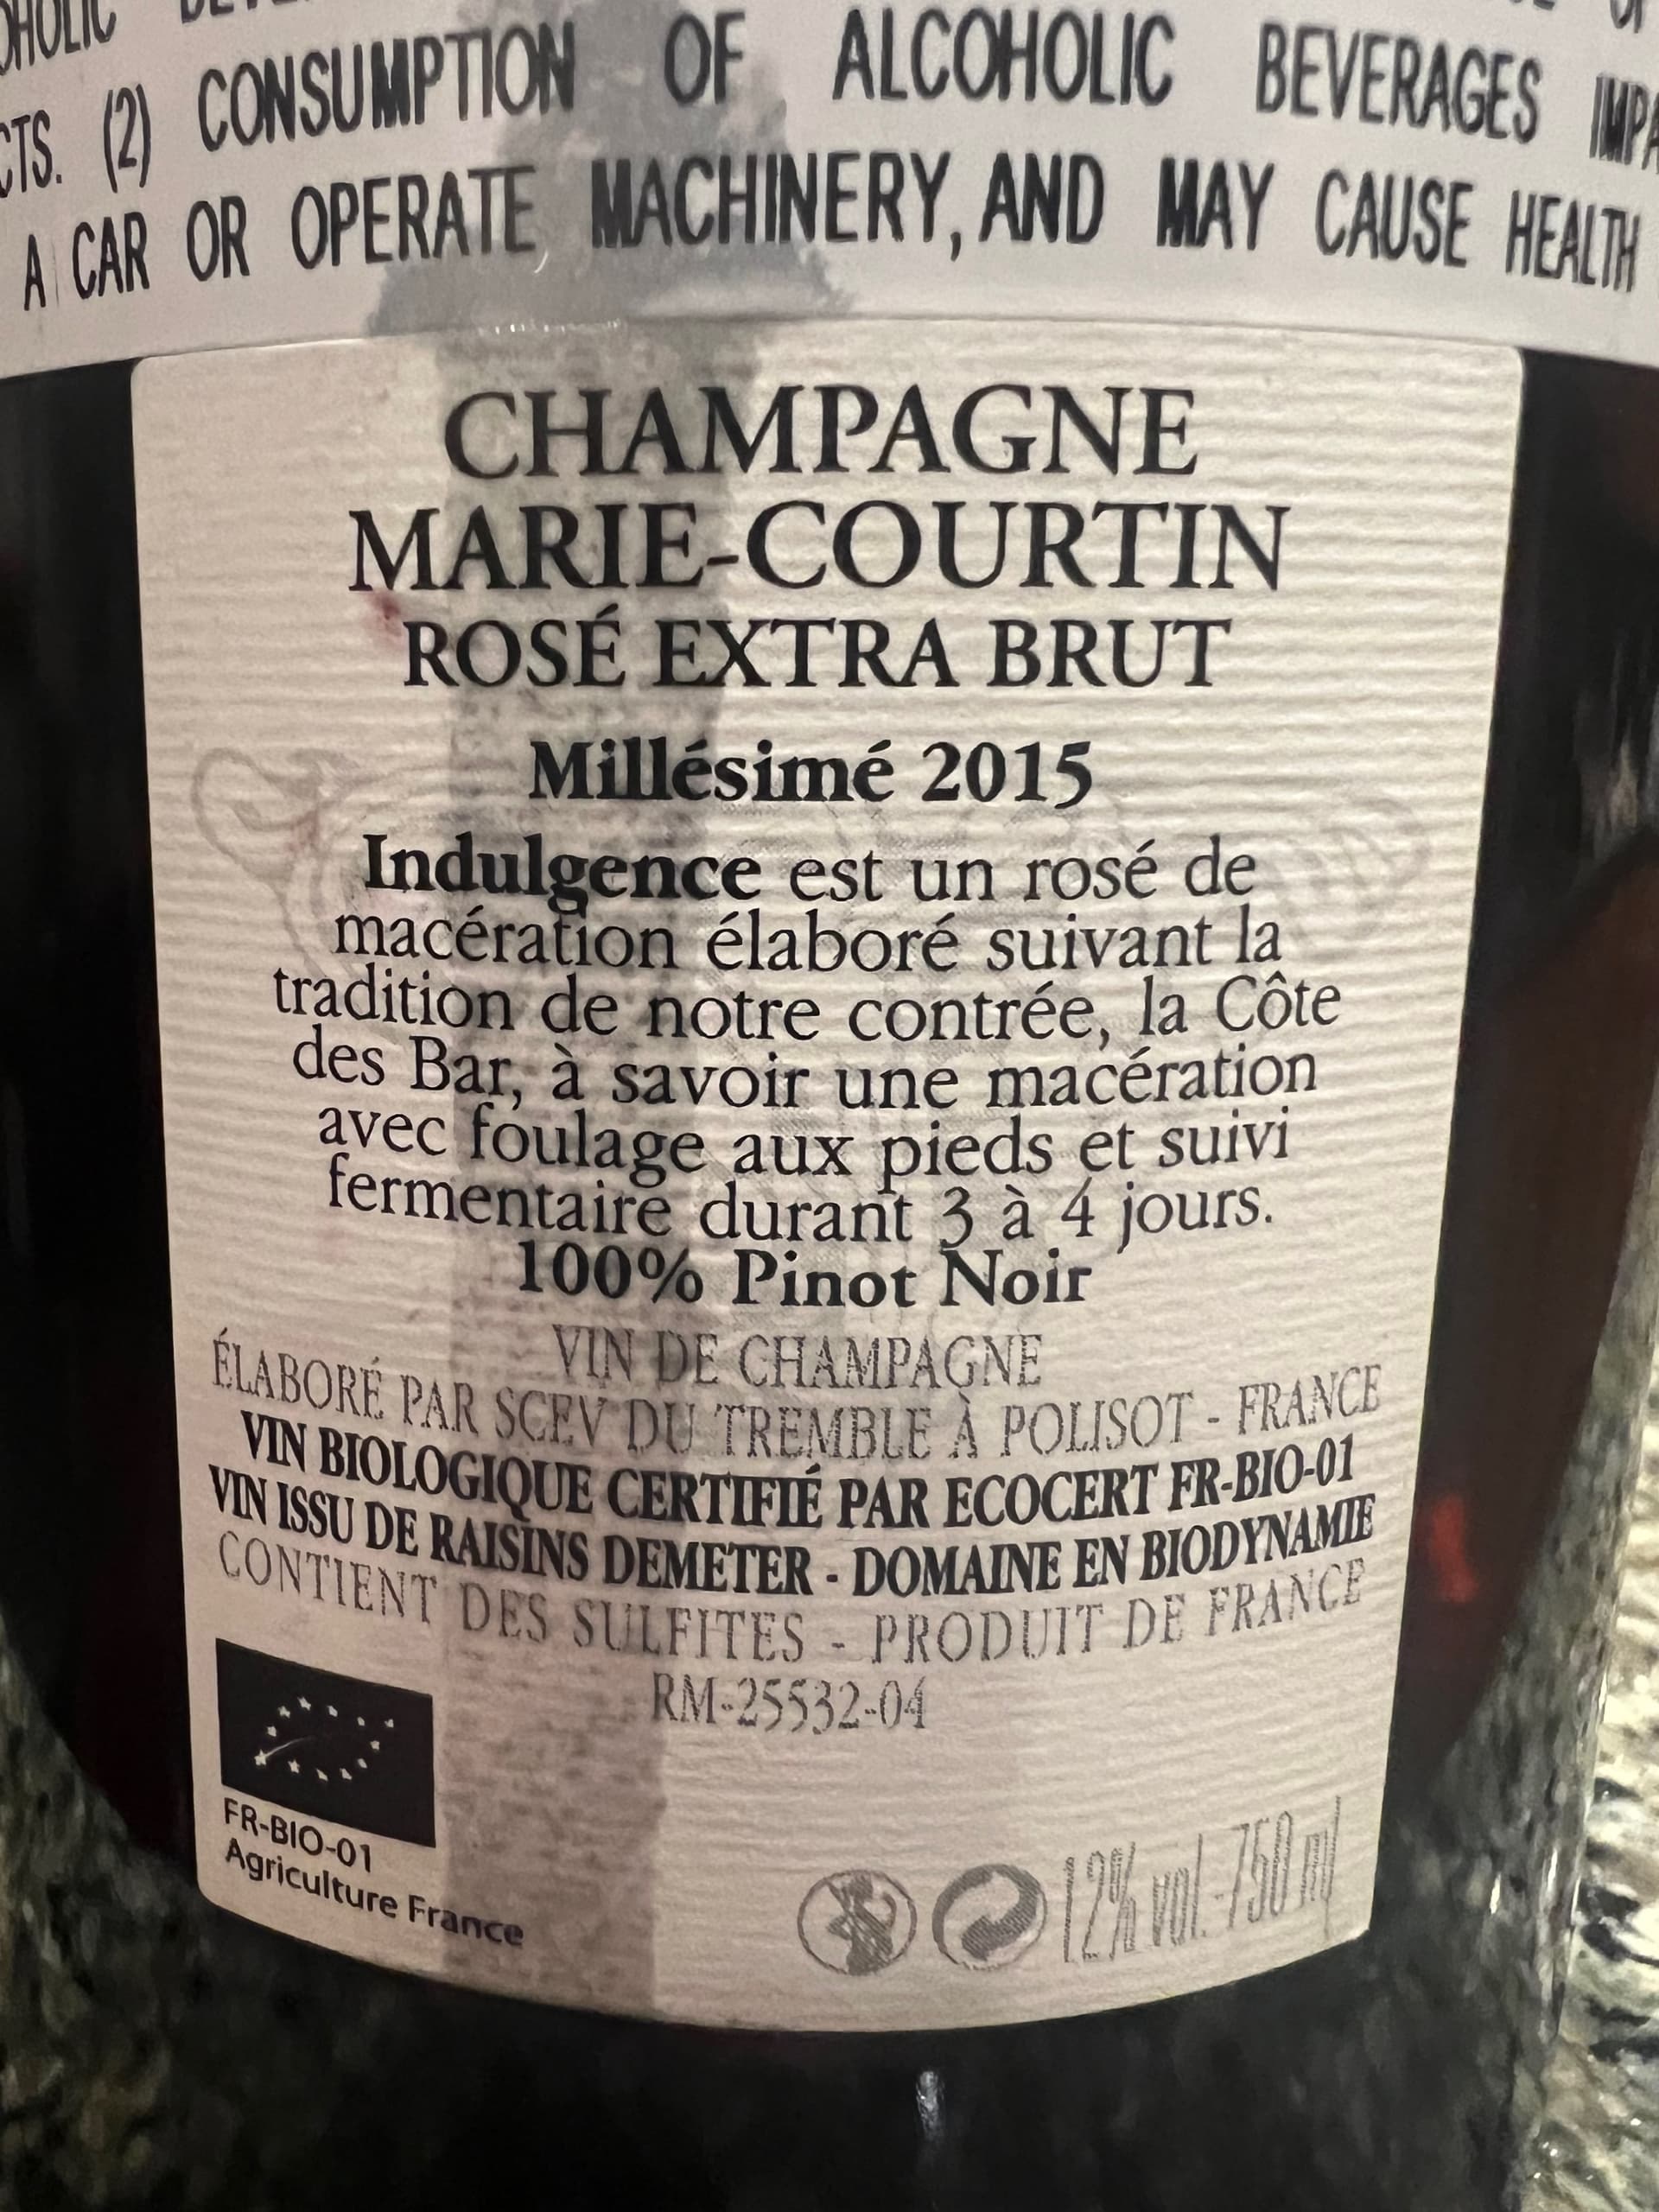 CONSUMPTION OF ALCOHOLIC BEVERAGES
(2) CONSUMPTION OF ALCOHOLIC BEVERAGES
A CAR OR OPERATE MACHINERY, AND MAY CAUSE HEALTH
CHAMPAGNE
MARIE-COURTIN
ROSÉ EXTRA BRUT
Millésimé 2015
Indulgence est un rosé de
macération élaboré suivant la
tradition de notre contrée, la Côte
des Bar, à savoir une macération
avec foulage aux pieds et suivi
fermentaire durant 3 à 4 jours.
100% Pinot Noir
VIN DE CHAMPAGNE
ÉLABORÉ PAR SCEV DU TREMBLE À POLISOT - FRANCE
VIN BIOLOGIQUE CERTIFIÉ PAR ECOCERT FR-BIO-01
VIN ISSU DE RAISINS DEMETER - DOMAINE EN BIODYNAMIE
CONTIENT DES SULFITES - PRODUIT DE FRANCE
RM-25532-04
FR-BIO-01
Agriculture France
12% vol. - 750 ml